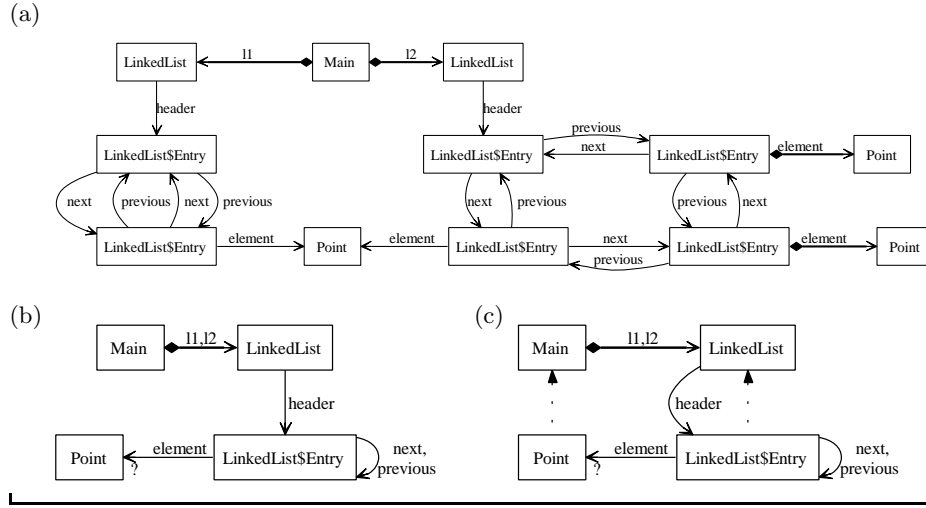 (a)
LinkedList l1 Main l2 LinkedList
header header
previous
LinkedList$Entry LinkedList$Entry next LinkedList$Entry element Point
next previous next previous next previous previous next
LinkedList$Entry element Point element LinkedList$Entry next LinkedList$Entry element Point
previous
(b) (c)
Main l1,l2 LinkedList Main l1,l2 LinkedList
header header
Point element LinkedList$Entry next, Point element LinkedList$Entry next,
? previous ? previous